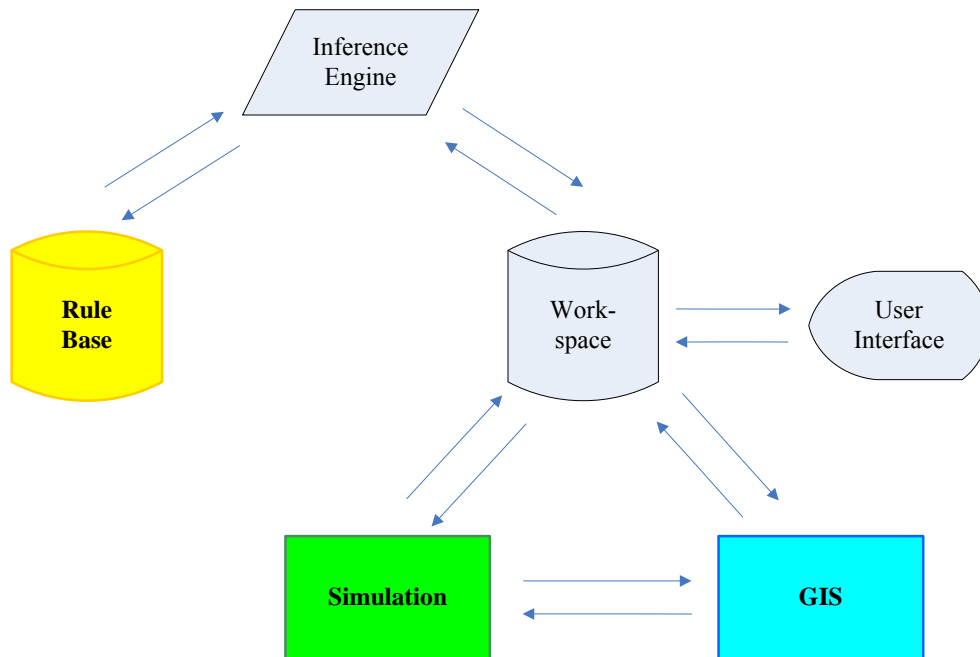 Inference
Engine
Rule
Base
Work-
space
User
Interface
Simulation
GIS